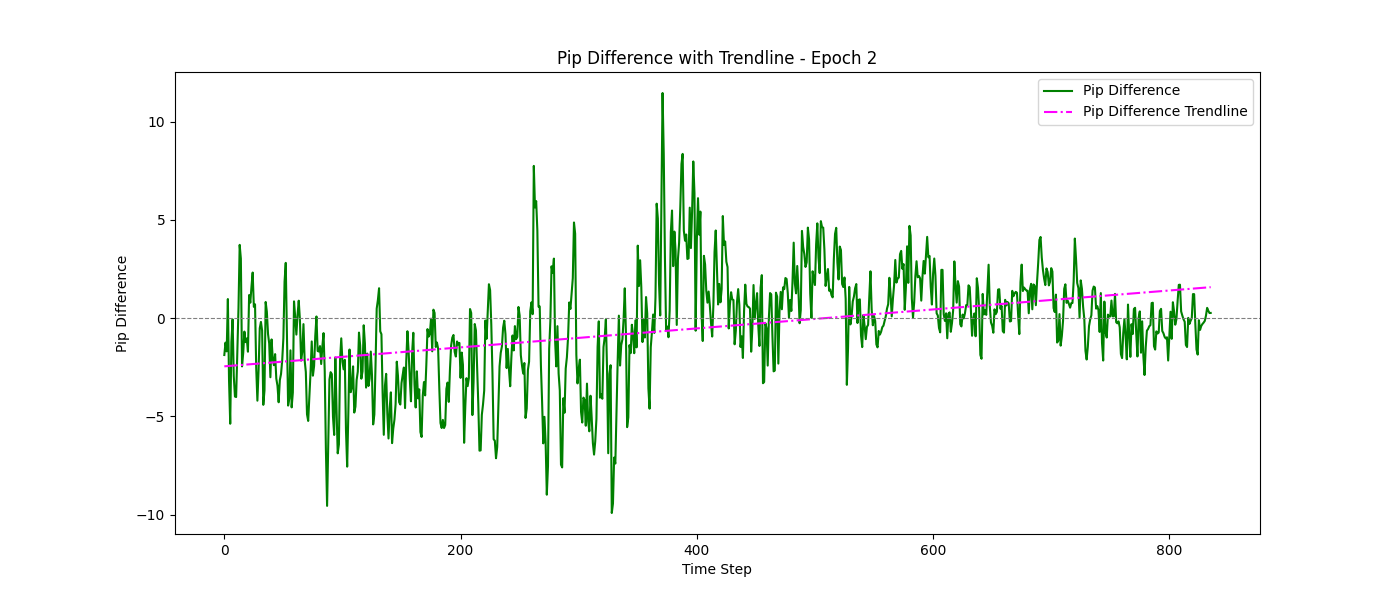 Pip Difference with Trendline - Epoch 2
Pip Difference
Pip Difference Trendline
10
5
0
−5
−10
Pip Difference
0
200
400
600
800
Time Step